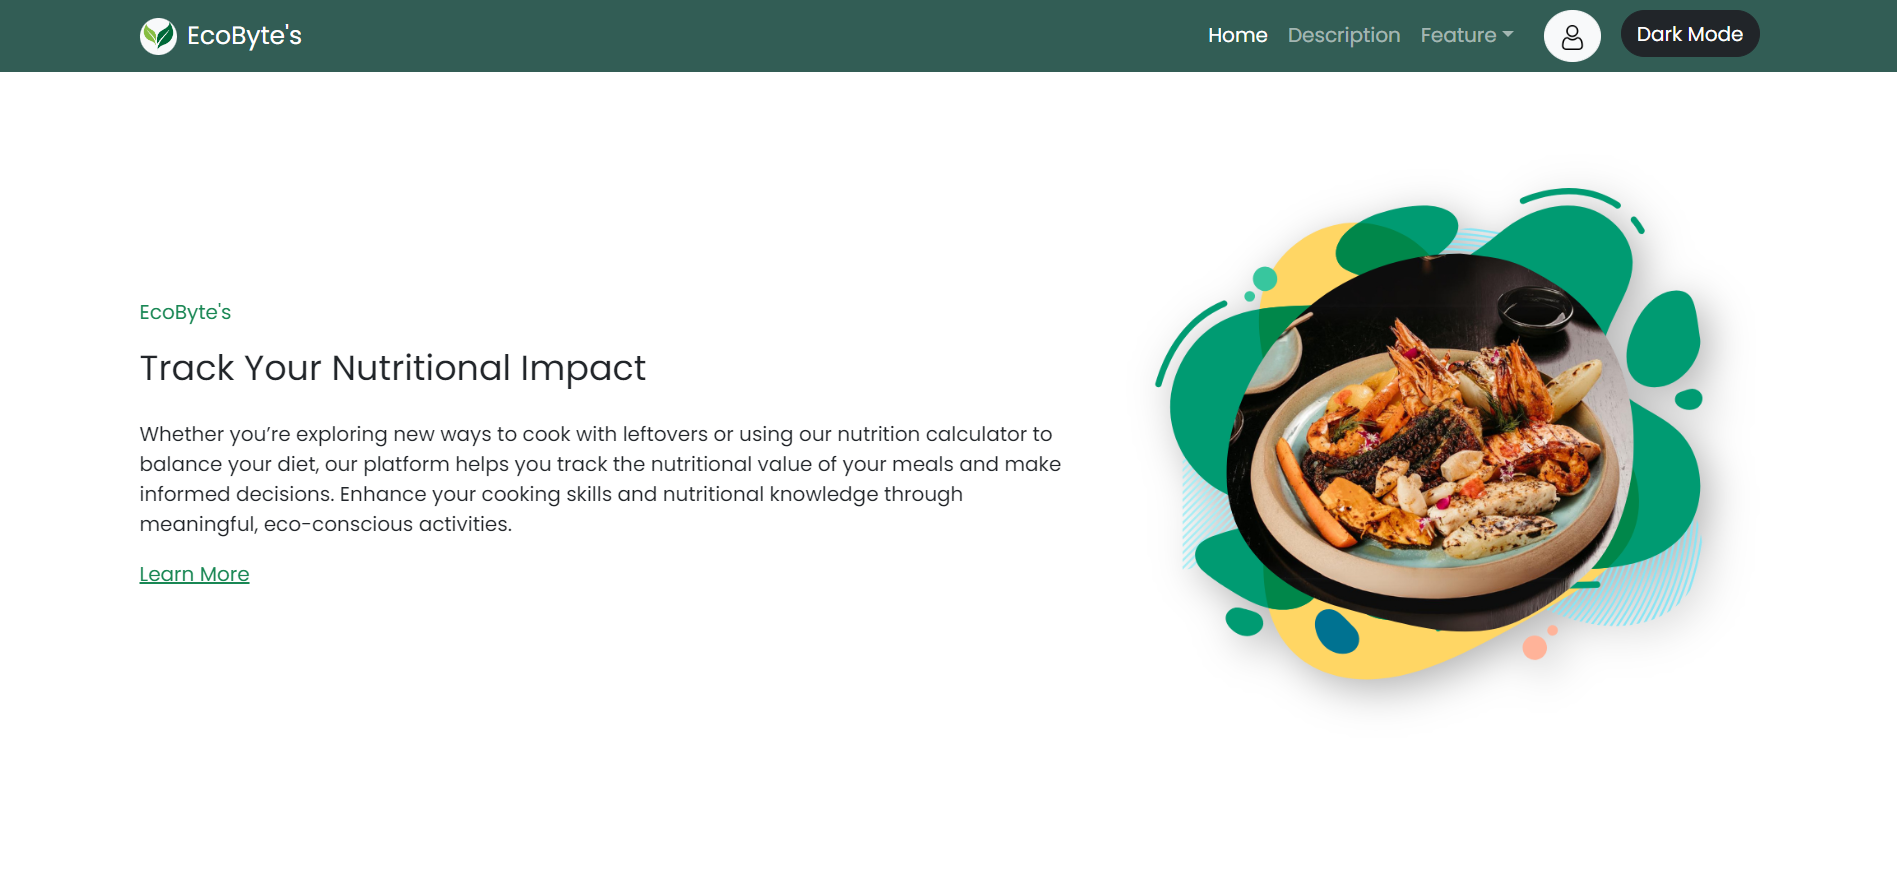 EcoByte's
Home
Description
Feature
Dark Mode
EcoByte's
Track Your Nutritional Impact
Whether you’re exploring new ways to cook with leftovers or using our nutrition calculator to
balance your diet, our platform helps you track the nutritional value of your meals and make
informed decisions. Enhance your cooking skills and nutritional knowledge through
meaningful, eco-conscious activities.
Learn More